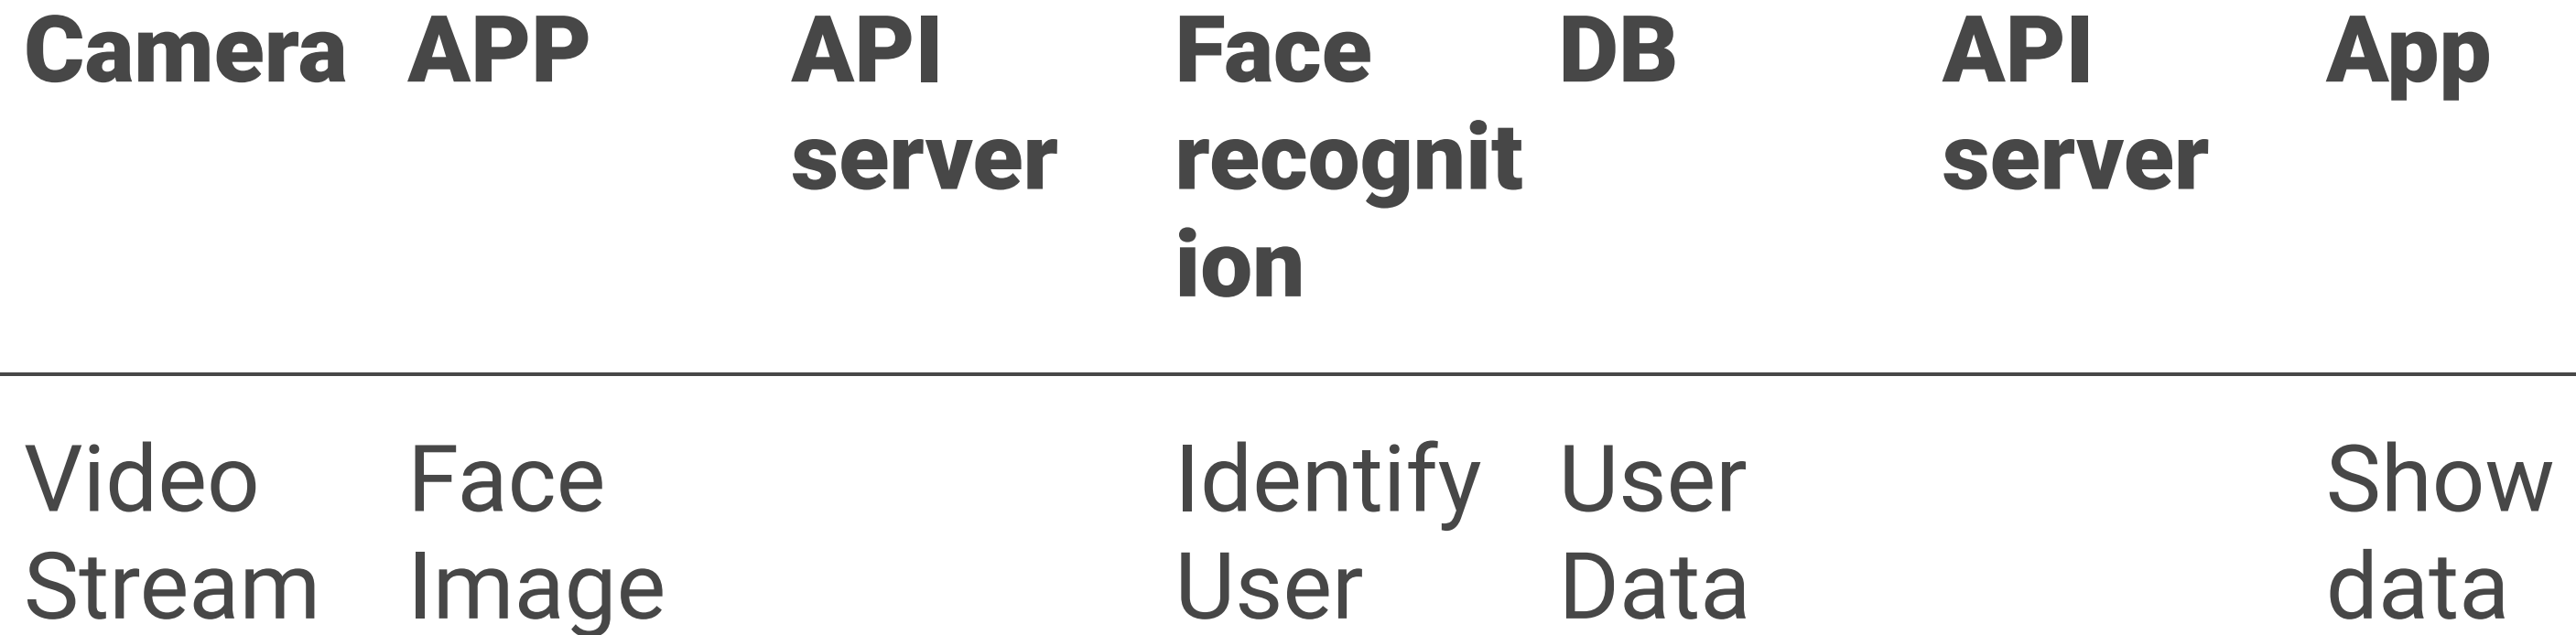 Camera APP API Face DB API App
server recognit server
ion
Video Face Identify User Show
Stream Image User Data data